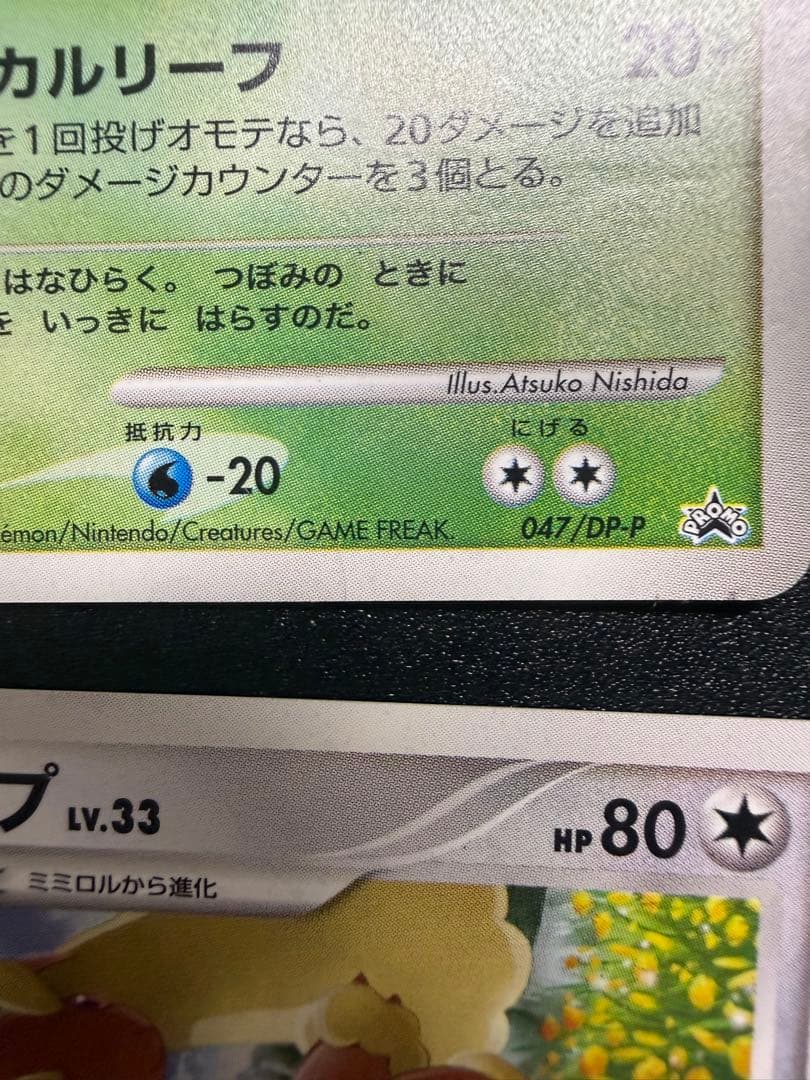 カルリーフ 20+
を1回投げオモテなら、20ダメージを追加
のダメージカウンターを3個とる。
はなひらく。 つぼみの ときに
を いっきに はらすのだ。
Illus.Atsuko Nishida
抵抗力 にげる
-20
émon/Nintendo/Creatures/GAME FREAK. 047/DP-P PROMO
プ LV.33 HP 80
ミミロルから進化